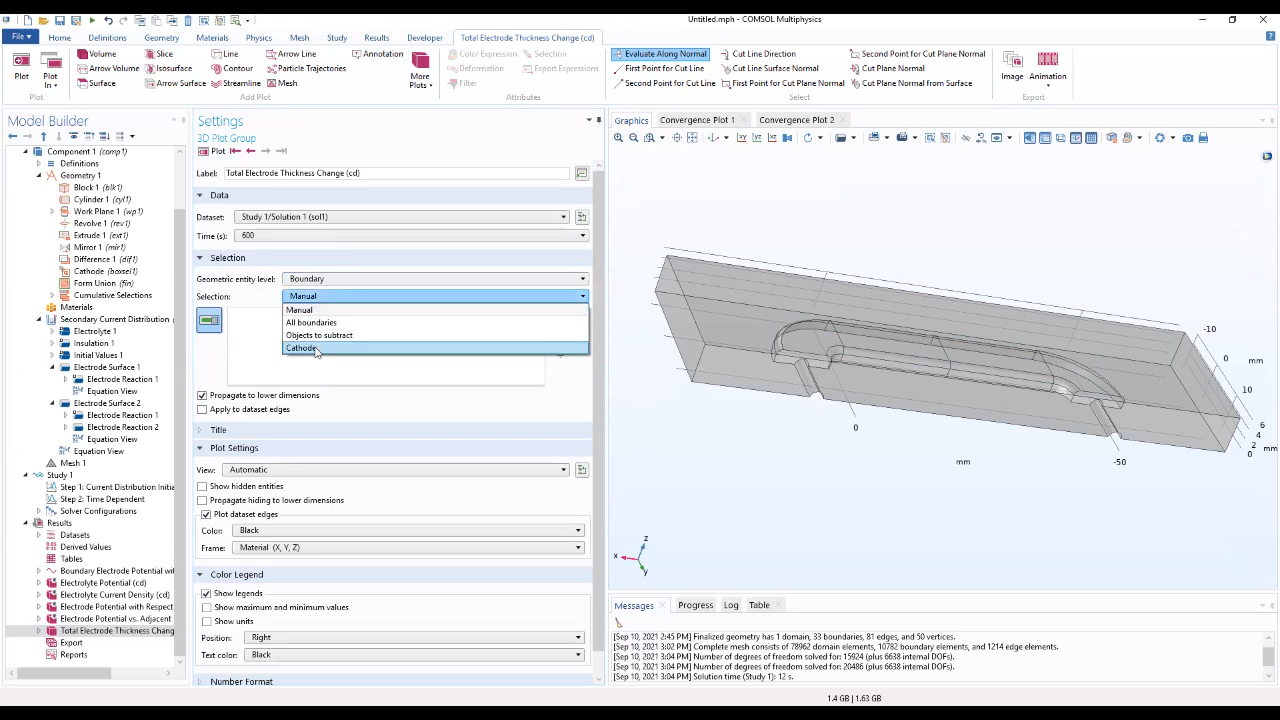 Untitled.mph - COMSOL Multiphysics
File Home Definitions Geometry Materials Physics Mesh Study Results Developer Total Electrode Thickness Change (cd)
Plot Plot In Volume Arrow Volume Surface Slice Isosurface Arrow Surface Line Contour Streamline Arrow Line Particle Trajectories Mesh Annotation More Plots
Color Expression Deformation Filter Selection Export Expressions
Evaluate Along Normal First Point for Cut Line Second Point for Cut Line
Cut Line Direction Cut Line Surface Normal First Point for Cut Plane Normal
Second Point for Cut Plane Normal Cut Plane Normal Cut Plane Normal from Surface
Image Animation
Plot Add Plot Attributes Select Export
Model Builder
Component 1 (comp1)
Definitions
Geometry 1
Block 1 (blk1)
Cylinder 1 (cyl1)
Work Plane 1 (wp1)
Revolve 1 (rev1)
Extrude 1 (ext1)
Mirror 1 (mir1)
Difference 1 (dif1)
Cathode (boxsel1)
Form Union (fin)
Cumulative Selections
Materials
Secondary Current Distribution
Electrolyte 1
Insulation 1
Initial Values 1
Electrode Surface 1
Electrode Reaction 1
Equation View
Electrode Surface 2
Electrode Reaction 1
Electrode Reaction 2
Equation View
Equation View
Mesh 1
Study 1
Step 1: Current Distribution Initia
Step 2: Time Dependent
Solver Configurations
Results
Datasets
Derived Values
Tables
Boundary Electrode Potential wit
Electrolyte Potential (cd)
Electrolyte Current Density (cd)
Electrode Potential with Respect
Electrode Potential vs. Adjacent
Total Electrode Thickness Chang
Export
Reports
Settings
3D Plot Group
Plot
Label: Total Electrode Thickness Change (cd)
Data
Dataset: Study 1/Solution 1 (sol1)
Time (s): 600
Selection
Geometric entity level: Boundary
Selection: Manual
Manual
All boundaries
Objects to subtract
Cathode
Propagate to lower dimensions
Apply to dataset edges
Title
Plot Settings
View: Automatic
Show hidden entities
Propagate hiding to lower dimensions
Plot dataset edges
Color: Black
Frame: Material (X, Y, Z)
Color Legend
Show legends
Show maximum and minimum values
Show units
Position: Right
Text color: Black
Number Format
Graphics Convergence Plot 1 Convergence Plot 2
-10
0
mm
10
6
4
2
mm
0
0
mm
-50
z
x
y
Messages Progress Log Table
[Sep 10, 2021 2:45 PM] Finalized geometry has 1 domain, 33 boundaries, 81 edges, and 50 vertices.
[Sep 10, 2021 3:02 PM] Complete mesh consists of 78962 domain elements, 10782 boundary elements, and 1214 edge elements.
[Sep 10, 2021 3:04 PM] Number of degrees of freedom solved for: 15924 (plus 6638 internal DOFs).
[Sep 10, 2021 3:04 PM] Number of degrees of freedom solved for: 20486 (plus 6638 internal DOFs).
[Sep 10, 2021 3:04 PM] Solution time (Study 1): 12 s.
1.4 GB | 1.63 GB